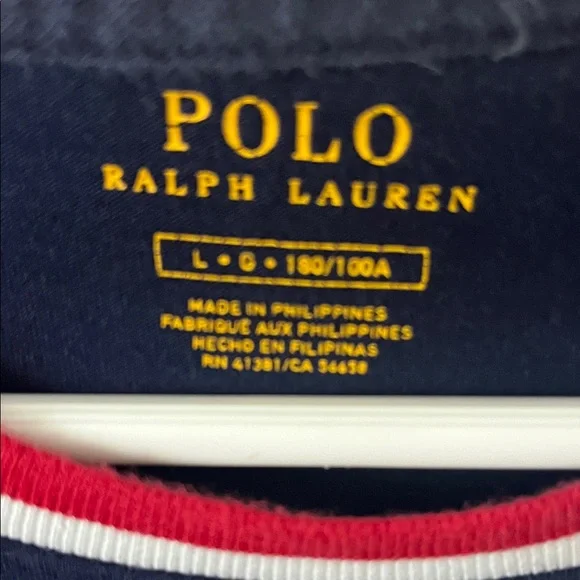 POLO
RALPH LAUREN
L • G • 180/100A
MADE IN PHILIPPINES
FABRIQUE AUX PHILIPPINES
HECHO EN FILIPINAS
RN 41381/CA 56658